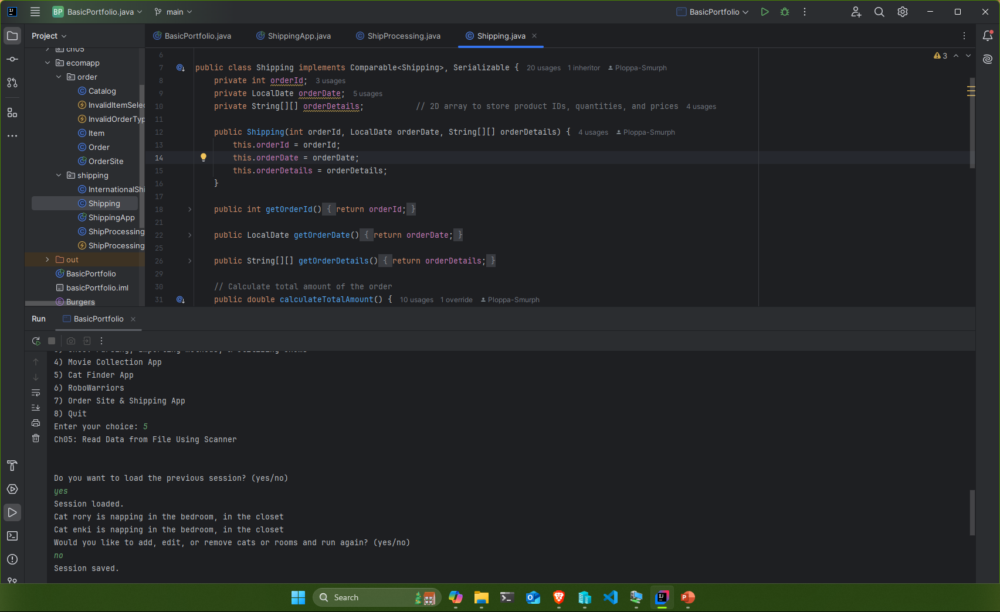 BP BasicPortfolio.java main BasicPortfolio
Project
BasicPortfolio.java ShippingApp.java ShipProcessing.java Shipping.java
ch05
ecomapp
order
Catalog
InvalidItemSelec
InvalidOrderTyp
Item
Order
OrderSite
shipping
InternationalShi
Shipping
ShippingApp
ShipProcessing
ShipProcessing
out
BasicPortfolio
basicPortfolio.iml
Burgers
3
6
7 public class Shipping implements Comparable<Shipping>, Serializable { 20 usages 1 inheritor Ploppa-Smurph
8 private int orderId; 3 usages
9 private LocalDate orderDate; 5 usages
10 private String[][] orderDetails; // 2D array to store product IDs, quantities, and prices 4 usages
11
12 public Shipping(int orderId, LocalDate orderDate, String[][] orderDetails) { 4 usages Ploppa-Smurph
13 this.orderId = orderId;
14 this.orderDate = orderDate;
15 this.orderDetails = orderDetails;
16 }
17
18 public int getOrderId() { return orderId; }
21
22 public LocalDate getOrderDate() { return orderDate; }
25
26 public String[][] getOrderDetails() { return orderDetails; }
29
30 // Calculate total amount of the order
31 public double calculateTotalAmount() { 10 usages 1 override Ploppa-Smurph
Run BasicPortfolio
4) Movie Collection App
5) Cat Finder App
6) RoboWarriors
7) Order Site & Shipping App
8) Quit
Enter your choice: 5
Ch05: Read Data from File Using Scanner
Do you want to load the previous session? (yes/no)
yes
Session loaded.
Cat rory is napping in the bedroom, in the closet
Cat enki is napping in the bedroom, in the closet
Would you like to add, edit, or remove cats or rooms and run again? (yes/no)
no
Session saved.
Search